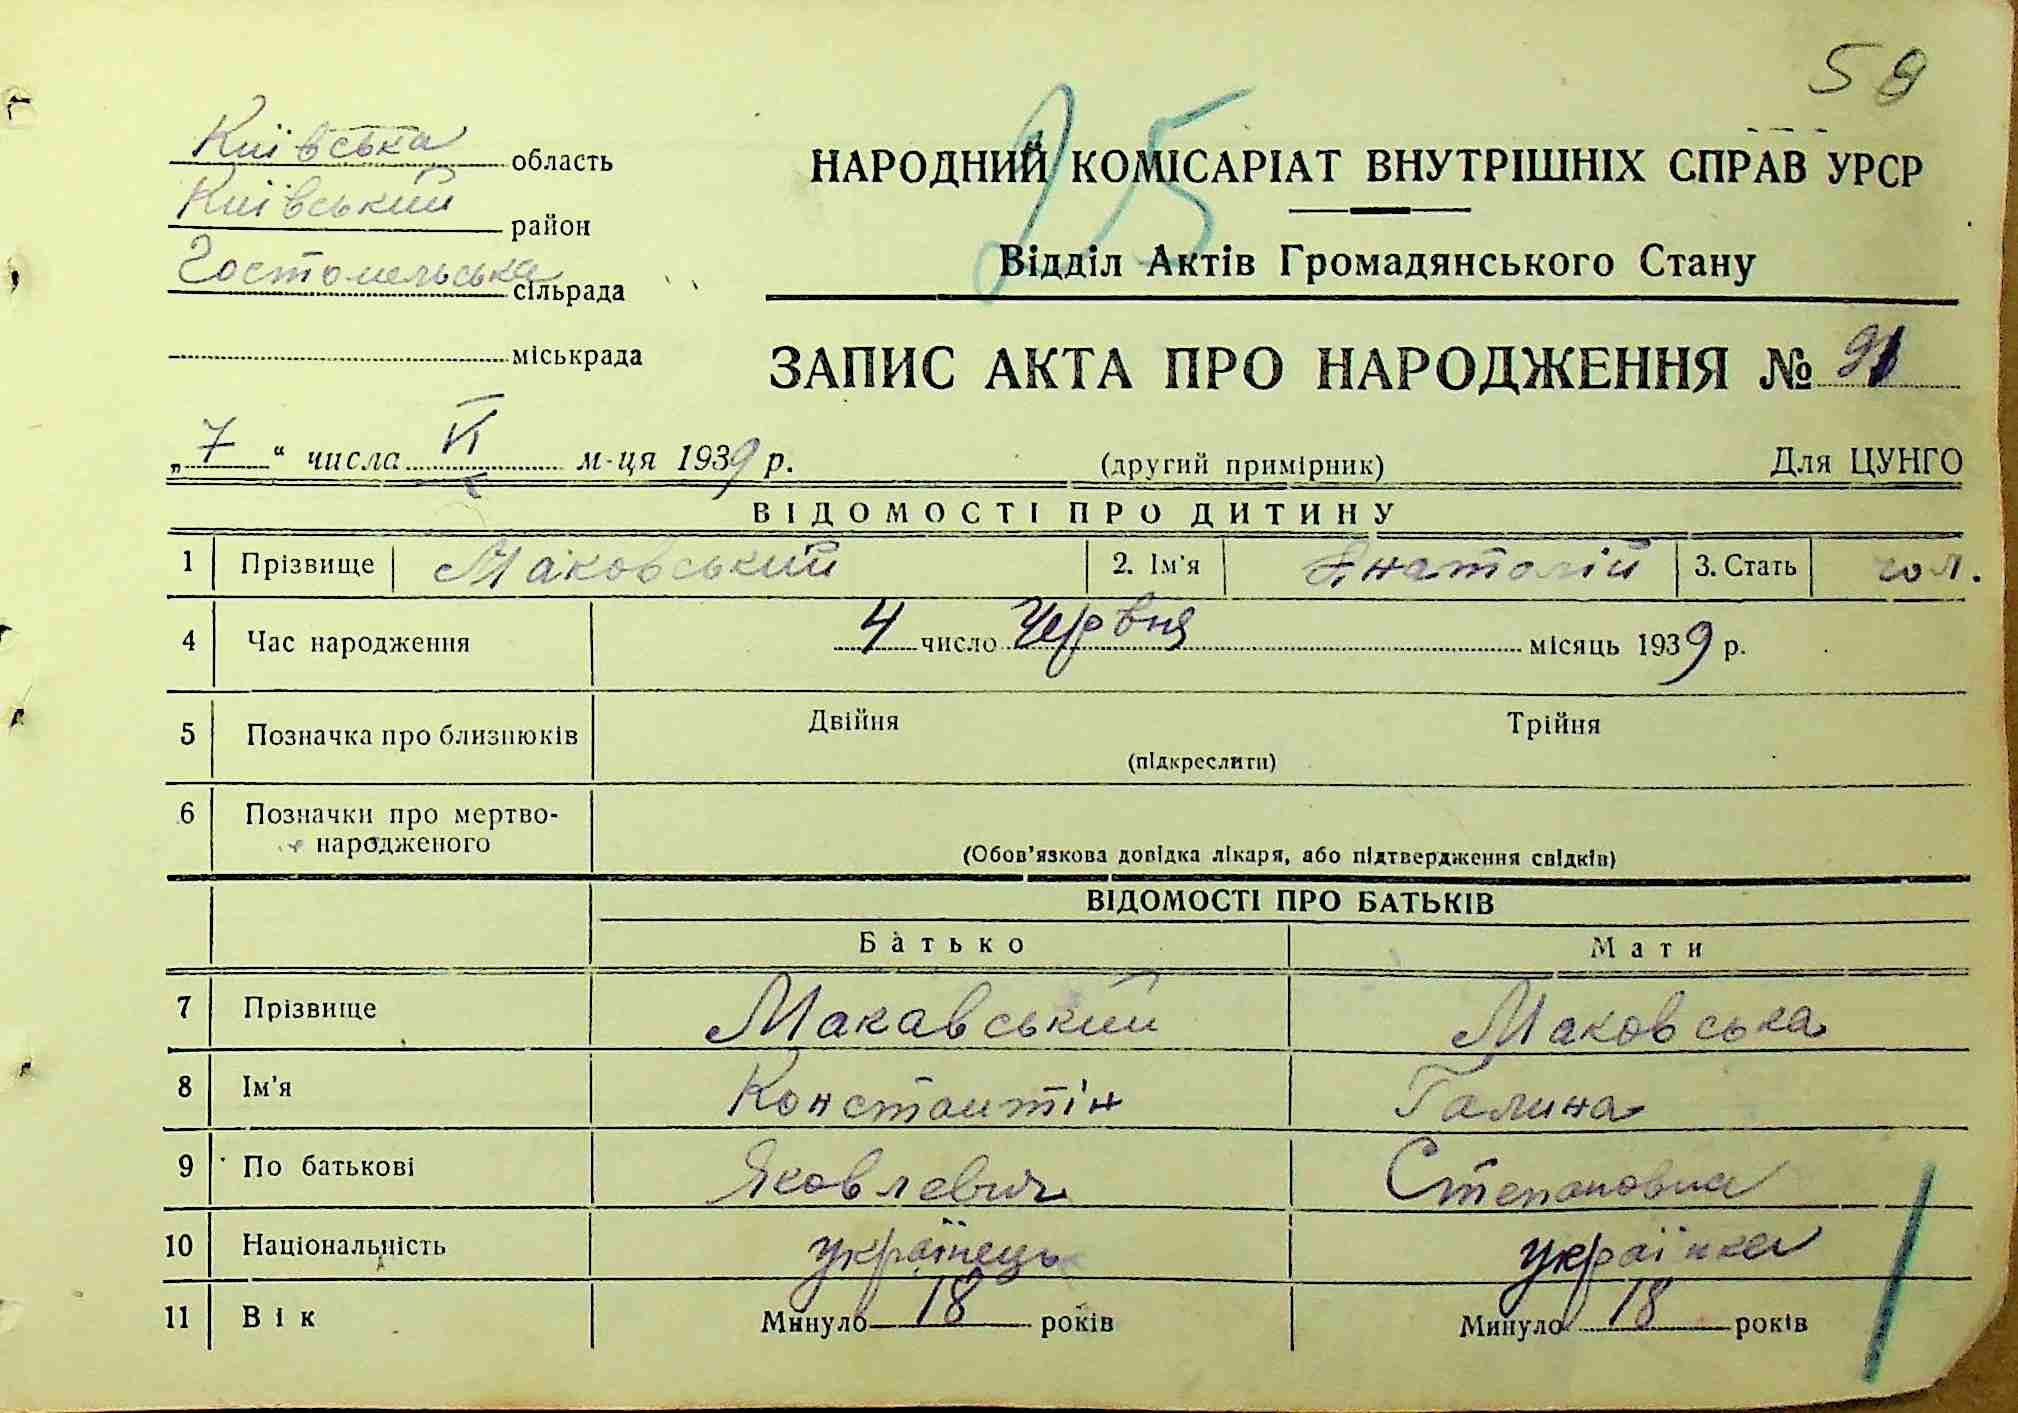 59
25
Київська область
Київський район
Гостомельська сільрада
міськрада
НАРОДНИЙ КОМІСАРІАТ ВНУТРІШНІХ СПРАВ УРСР
Відділ Актів Громадянського Стану
ЗАПИС АКТА ПРО НАРОДЖЕННЯ № 91
„7“ числа VI м-ця 1939 р. (другий примірник) Для ЦУНГО
ВІДОМОСТІ ПРО ДИТИНУ
1 Прізвище Маковський 2. Ім'я Анатолій 3. Стать чол.
4 Час народження 4 число Червня місяць 1939 р.
5 Позначка про близнюків Двійня Трійня
(підкреслити)
6 Позначки про мертво-
народженого
(Обов'язкова довідка лікаря, або підтвердження свідків)
ВІДОМОСТІ ПРО БАТЬКІВ
Батько Мати
7 Прізвище Макавський Маковська
8 Ім'я Константін Галина
9 По батькові Яковлевич Степановна
10 Національність українець українка
11 Вік Минуло 18 років Минуло 18 років